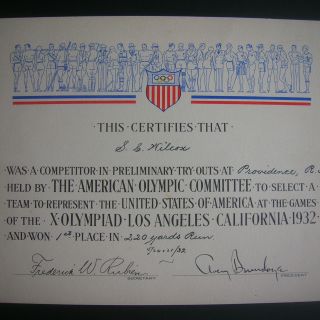 ·THIS CERTIFIES THAT·
S. C. Wilcox
WAS·A·COMPETITOR·IN·PRELIMINARY·TRY·OUTS·AT Providence, R.
HELD BY THE AMERICAN OLYMPIC COMMITTEE TO SELECT A
TEAM·TO·REPRESENT THE UNITED STATES OF AMERICA AT THE GAMES
OF THE X·OLYMPIAD·LOS ANGELES·CALIFORNIA·1932
·AND·WON 1st PLACE IN 220 yards Run
Frederick W. Rubien
SECRETARY
Avery Brundage
PRESIDENT